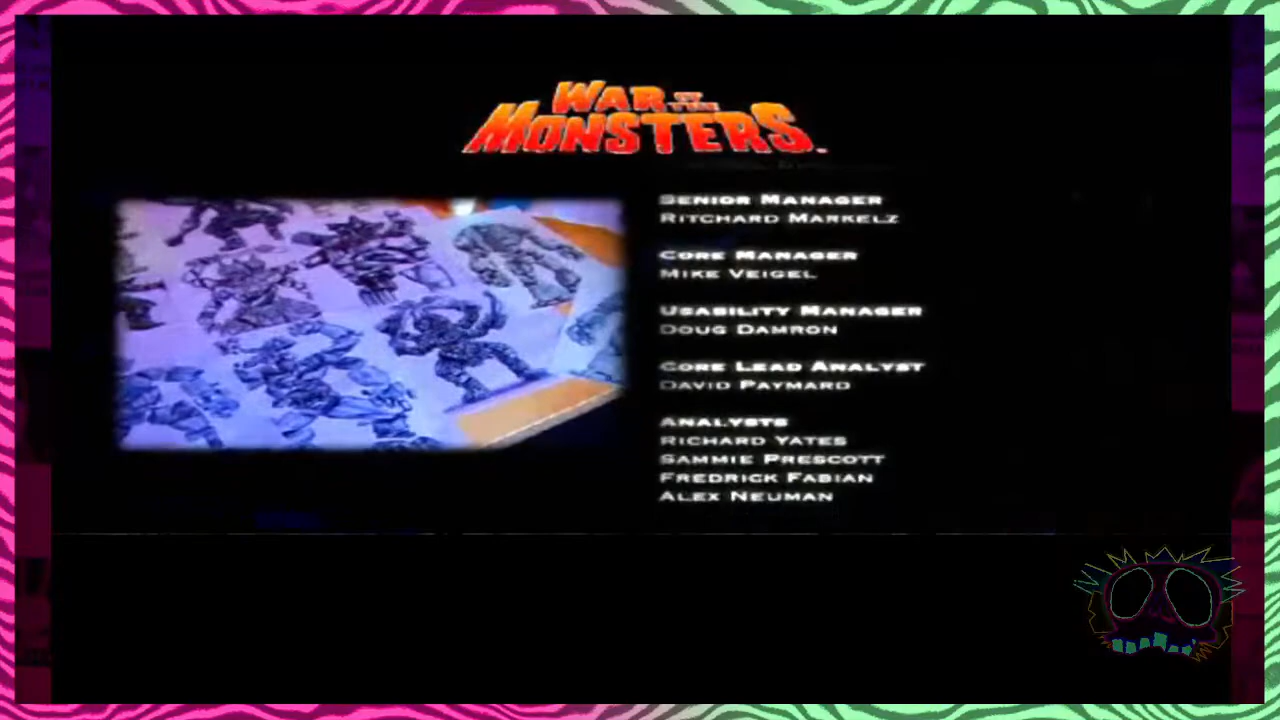 WAR OF THE
MONSTERS
SENIOR MANAGER
RITCHARD MARKELZ
CORE MANAGER
MIKE VEIGEL
USABILITY MANAGER
DOUG DAMRON
CORE LEAD ANALYST
DAVID PAYMARD
ANALYSTS
RICHARD YATES
SAMMIE PRESCOTT
FREDRICK FABIAN
ALEX NEUMAN